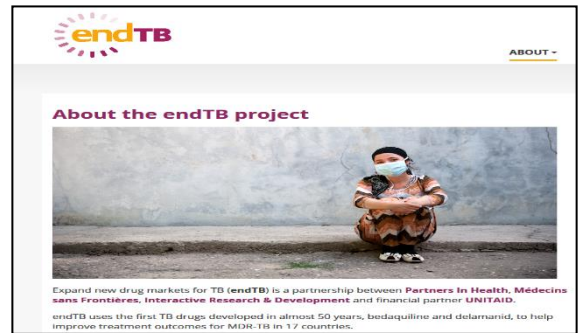 endTB
ABOUT
About the endTB project
Expand new drug markets for TB (endTB) is a partnership between Partners In Health, Médecins
sans Frontières, Interactive Research & Development and financial partner UNITAID.
endTB uses the first TB drugs developed in almost 50 years, bedaquiline and delamanid, to help
improve treatment outcomes for MDR-TB in 17 countries.